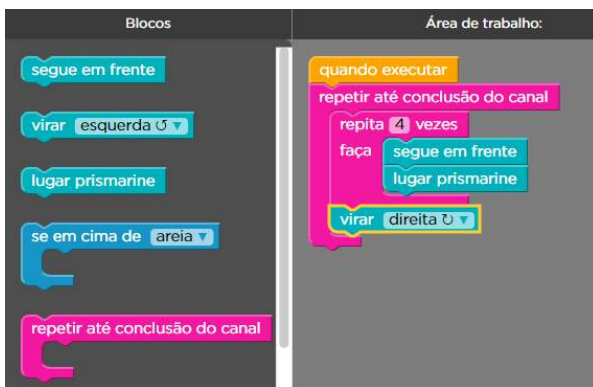 Blocos
segue em frente
virar esquerda ↺ ▼
lugar prismarine
se em cima de areia ▼
repetir até conclusão do canal
Área de trabalho:
quando executar
repetir até conclusão do canal
repita 4 vezes
faça segue em frente
lugar prismarine
virar direita ↻ ▼